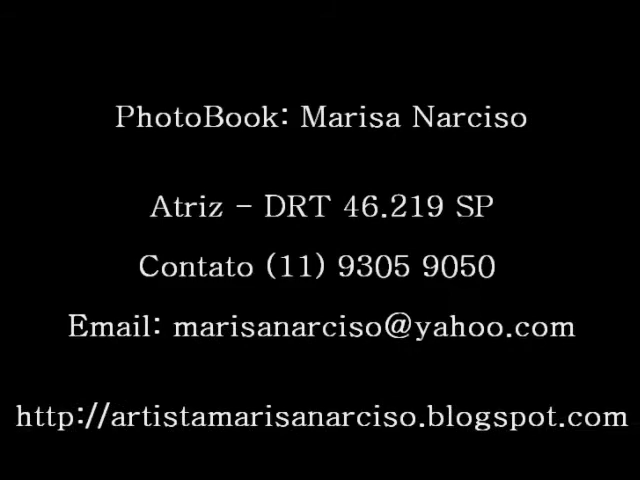 PhotoBook: Marisa Narciso
Atriz - DRT 46.219 SP
Contato (11) 9305 9050
Email: marisanarciso@yahoo.com
http://artistamarisanarciso.blogspot.com